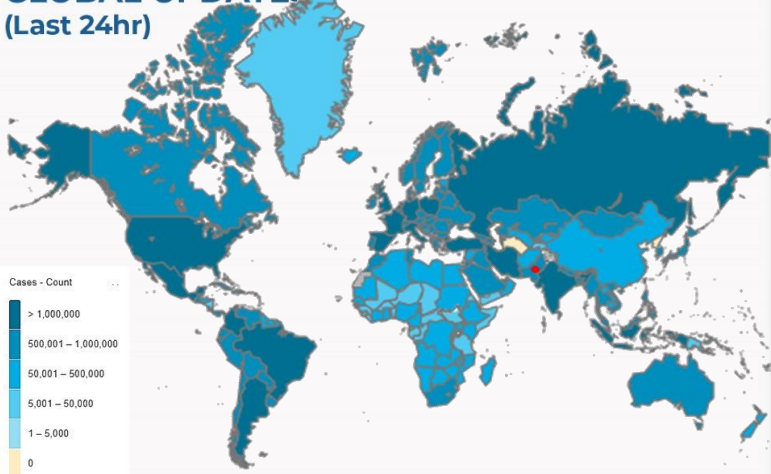 (Last 24hr)
Cases - Count
> 1,000,000
500,001 – 1,000,000
50,001 – 500,000
5,001 – 50,000
1 – 5,000
0